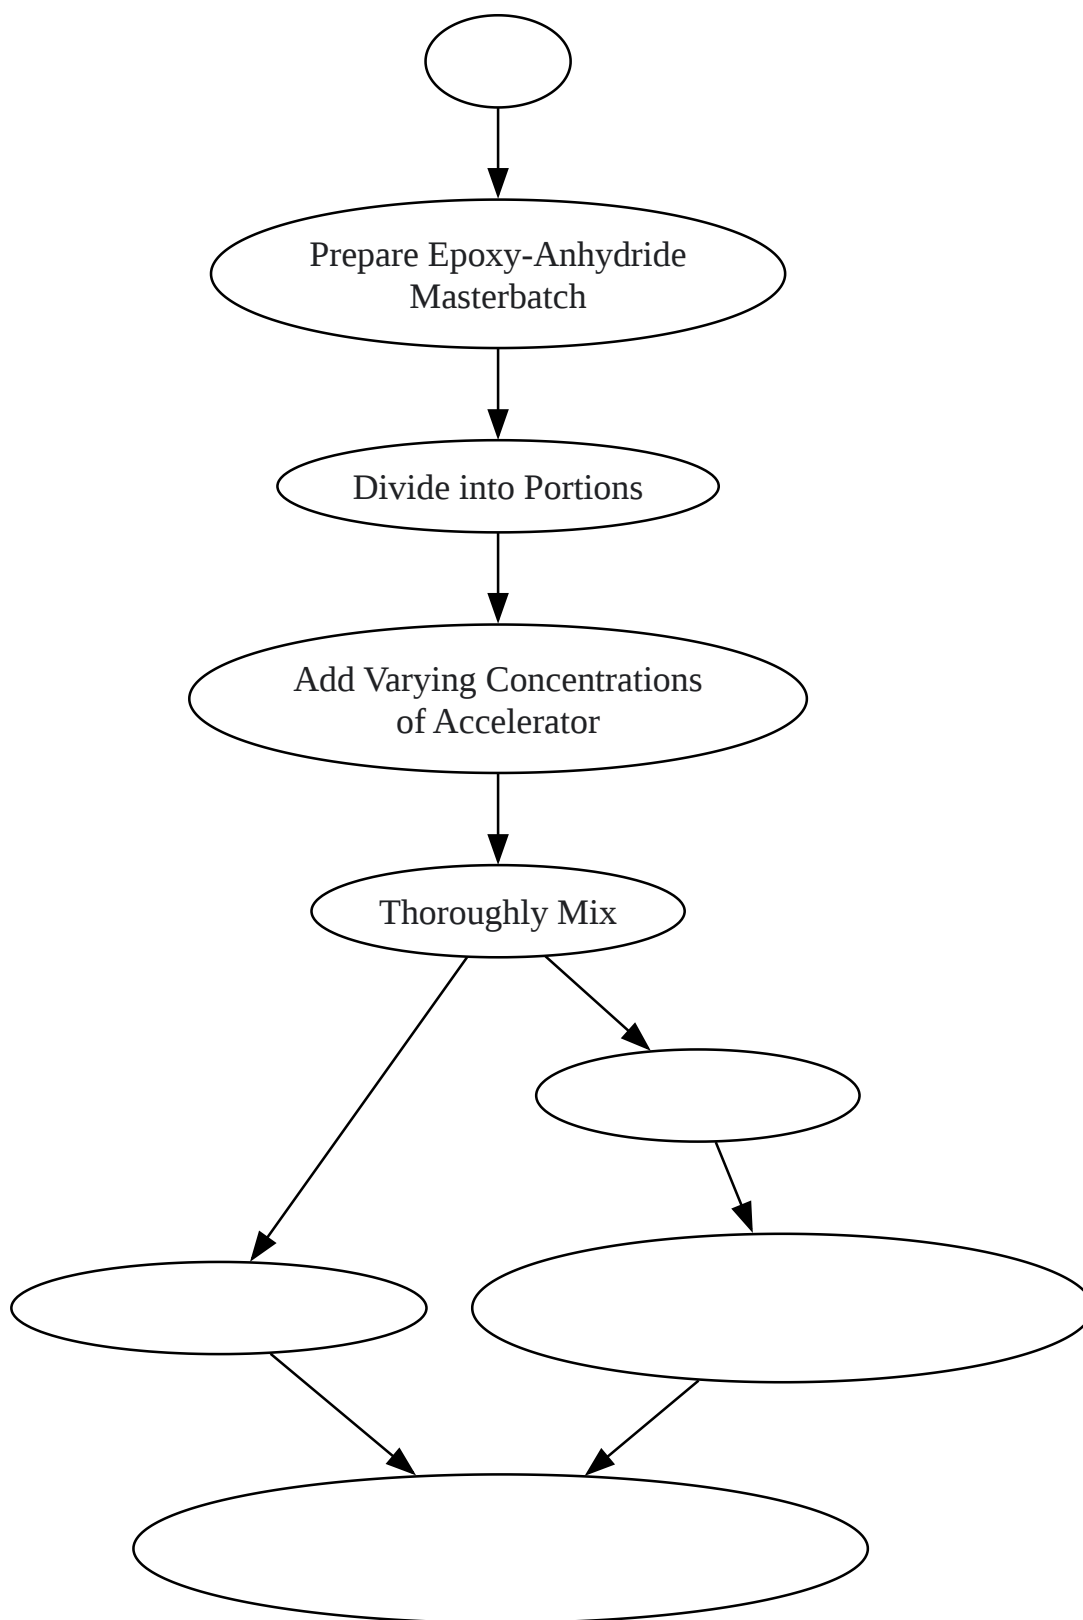 Prepare Epoxy-Anhydride
Masterbatch
Divide into Portions
Add Varying Concentrations
of Accelerator
Thoroughly Mix